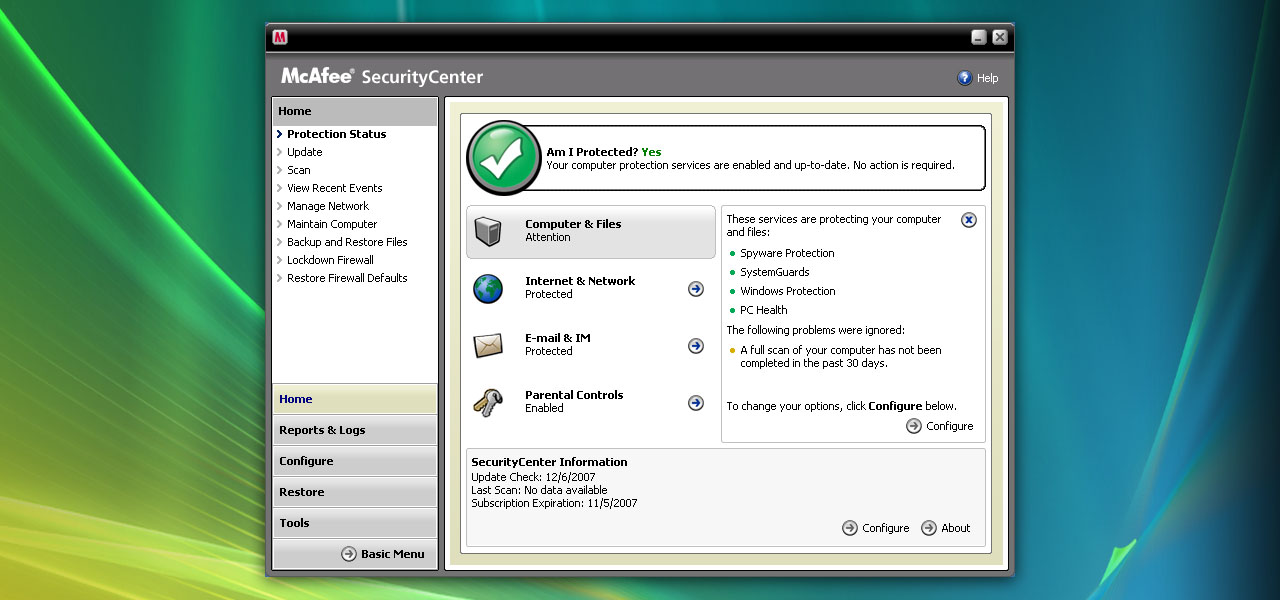 M
McAfee® SecurityCenter
Help
Home
Protection Status
Update
Scan
View Recent Events
Manage Network
Maintain Computer
Backup and Restore Files
Lockdown Firewall
Restore Firewall Defaults
Home
Reports & Logs
Configure
Restore
Tools
Basic Menu
Am I Protected? Yes
Your computer protection services are enabled and up-to-date. No action is required.
Computer & Files
Attention
Internet & Network
Protected
E-mail & IM
Protected
Parental Controls
Enabled
These services are protecting your computer
and files:
Spyware Protection
SystemGuards
Windows Protection
PC Health
The following problems were ignored:
A full scan of your computer has not been
completed in the past 30 days.
To change your options, click Configure below.
Configure
SecurityCenter Information
Update Check: 12/6/2007
Last Scan: No data available
Subscription Expiration: 11/5/2007
Configure
About